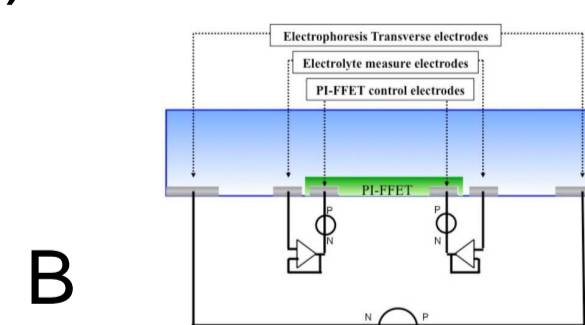 Electrophoresis Transverse electrodes
Electrolyte measure electrodes
PI-FFET control electrodes
PI-FFET
P P
N N
B
N P